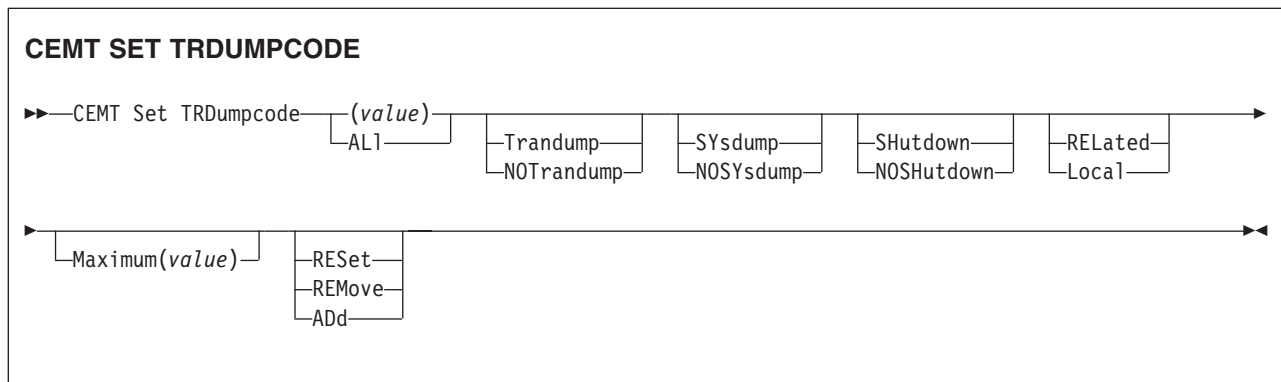 CEMT SET TRDUMPCODE
CEMT Set TRDumpcode (value) Trandump SYsdump SHutdown RELated
ALl NOTrandump NOSYsdump NOSHutdown Local
Maximum(value) RESet
REMove
ADd